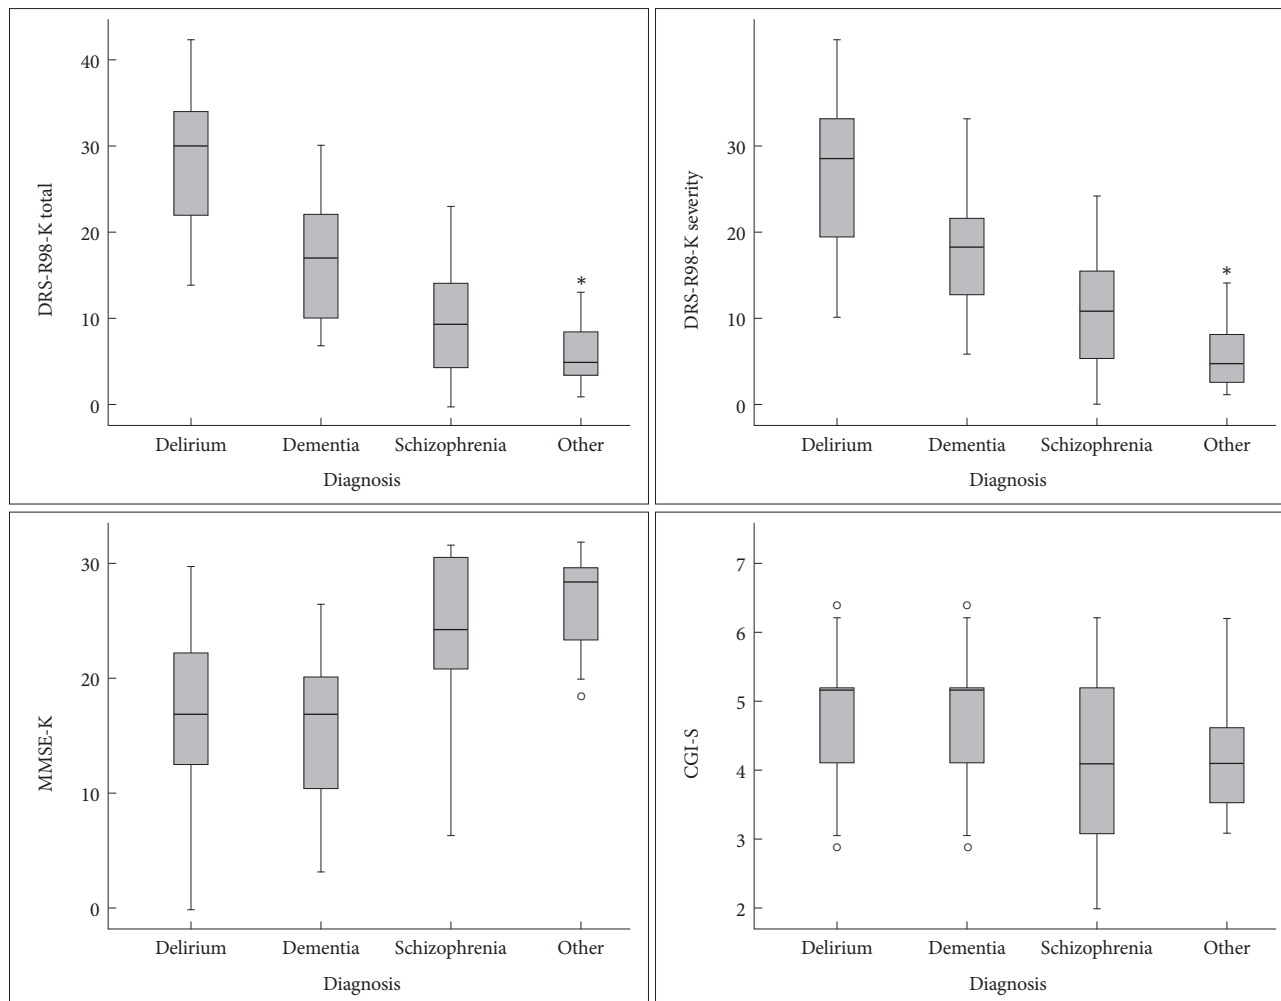 DRS-R98-K total
40
30
20
10
0
Delirium Dementia Schizophrenia Other
Diagnosis
DRS-R98-K severity
30
20
10
0
Delirium Dementia Schizophrenia Other
Diagnosis
MMSE-K
30
20
10
0
Delirium Dementia Schizophrenia Other
Diagnosis
CGI-S
7
6
5
4
3
2
Delirium Dementia Schizophrenia Other
Diagnosis